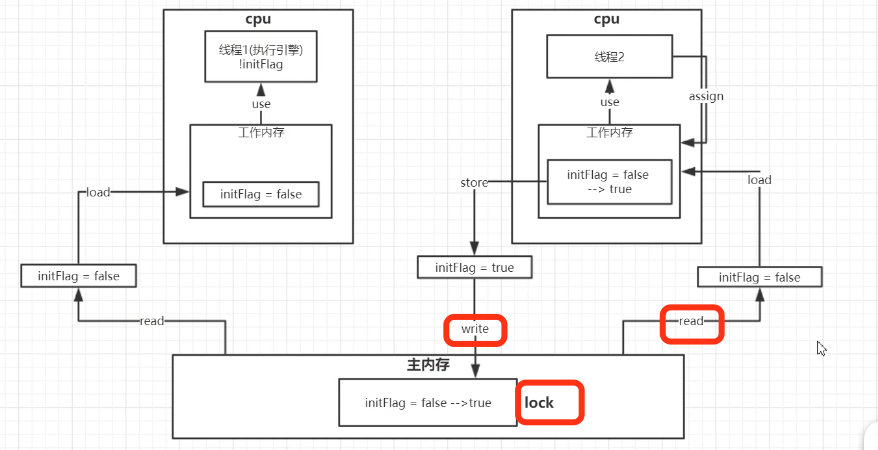 cpu
线程1(执行引擎)
!initFlag
use
工作内存
initFlag = false
load
initFlag = false
read
cpu
线程2
assign
use
工作内存
initFlag = false
--> true
store
load
initFlag = true
initFlag = false
write
read
主内存
initFlag = false -->true
lock